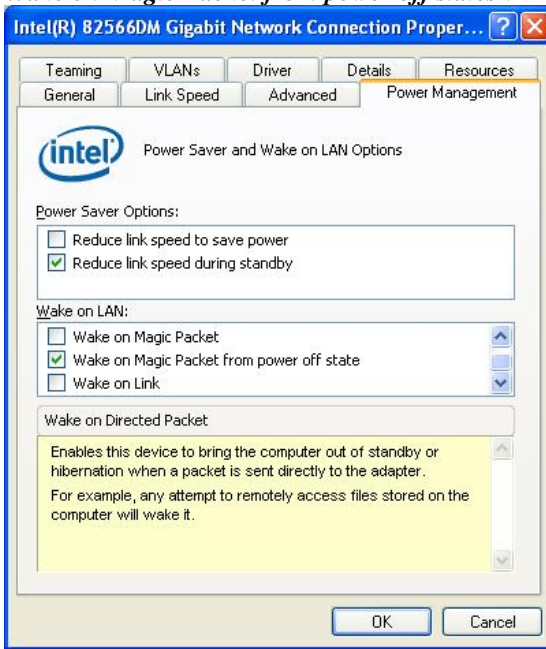 Intel(R) 82566DM Gigabit Network Connection Proper...
Teaming VLANs Driver Details Resources
General Link Speed Advanced Power Management
intel Power Saver and Wake on LAN Options
Power Saver Options:
Reduce link speed to save power
Reduce link speed during standby
Wake on LAN:
Wake on Magic Packet
Wake on Magic Packet from power off state
Wake on Link
Wake on Directed Packet
Enables this device to bring the computer out of standby or
hibernation when a packet is sent directly to the adapter.
For example, any attempt to remotely access files stored on the
computer will wake it.
OK Cancel